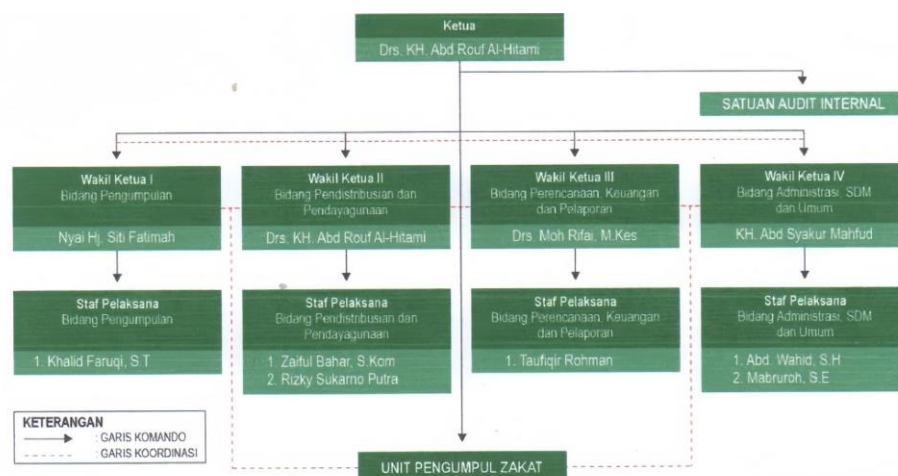 Ketua
Drs. KH. Abd Rouf Al-Hitami
SATUAN AUDIT INTERNAL
Wakil Ketua I
Bidang Pengumpulan
Nyai Hj. Siti Fatimah
Wakil Ketua II
Bidang Pendistribusian dan
Pendayagunaan
Drs. KH. Abd Rouf Al-Hitami
Wakil Ketua III
Bidang Perencanaan, Keuangan
dan Pelaporan
Drs. Moh Rifai, M.Kes
Wakil Ketua IV
Bidang Administrasi, SDM
dan Umum
KH. Abd Syakur Mahfud
Staf Pelaksana
Bidang Pengumpulan
1. Khalid Faruqi, S.T
Staf Pelaksana
Bidang Pendistribusian dan
Pendayagunaan
1. Zaiful Bahar, S.Kom
2. Rizky Sukarno Putra
Staf Pelaksana
Bidang Perencanaan, Keuangan
dan Pelaporan
1. Taufiqir Rohman
Staf Pelaksana
Bidang Administrasi, SDM
dan Umum
1. Abd. Wahid, S.H
2. Mabruroh, S.E
KETERANGAN
: GARIS KOMANDO
: GARIS KOORDINASI
UNIT PENGUMPUL ZAKAT